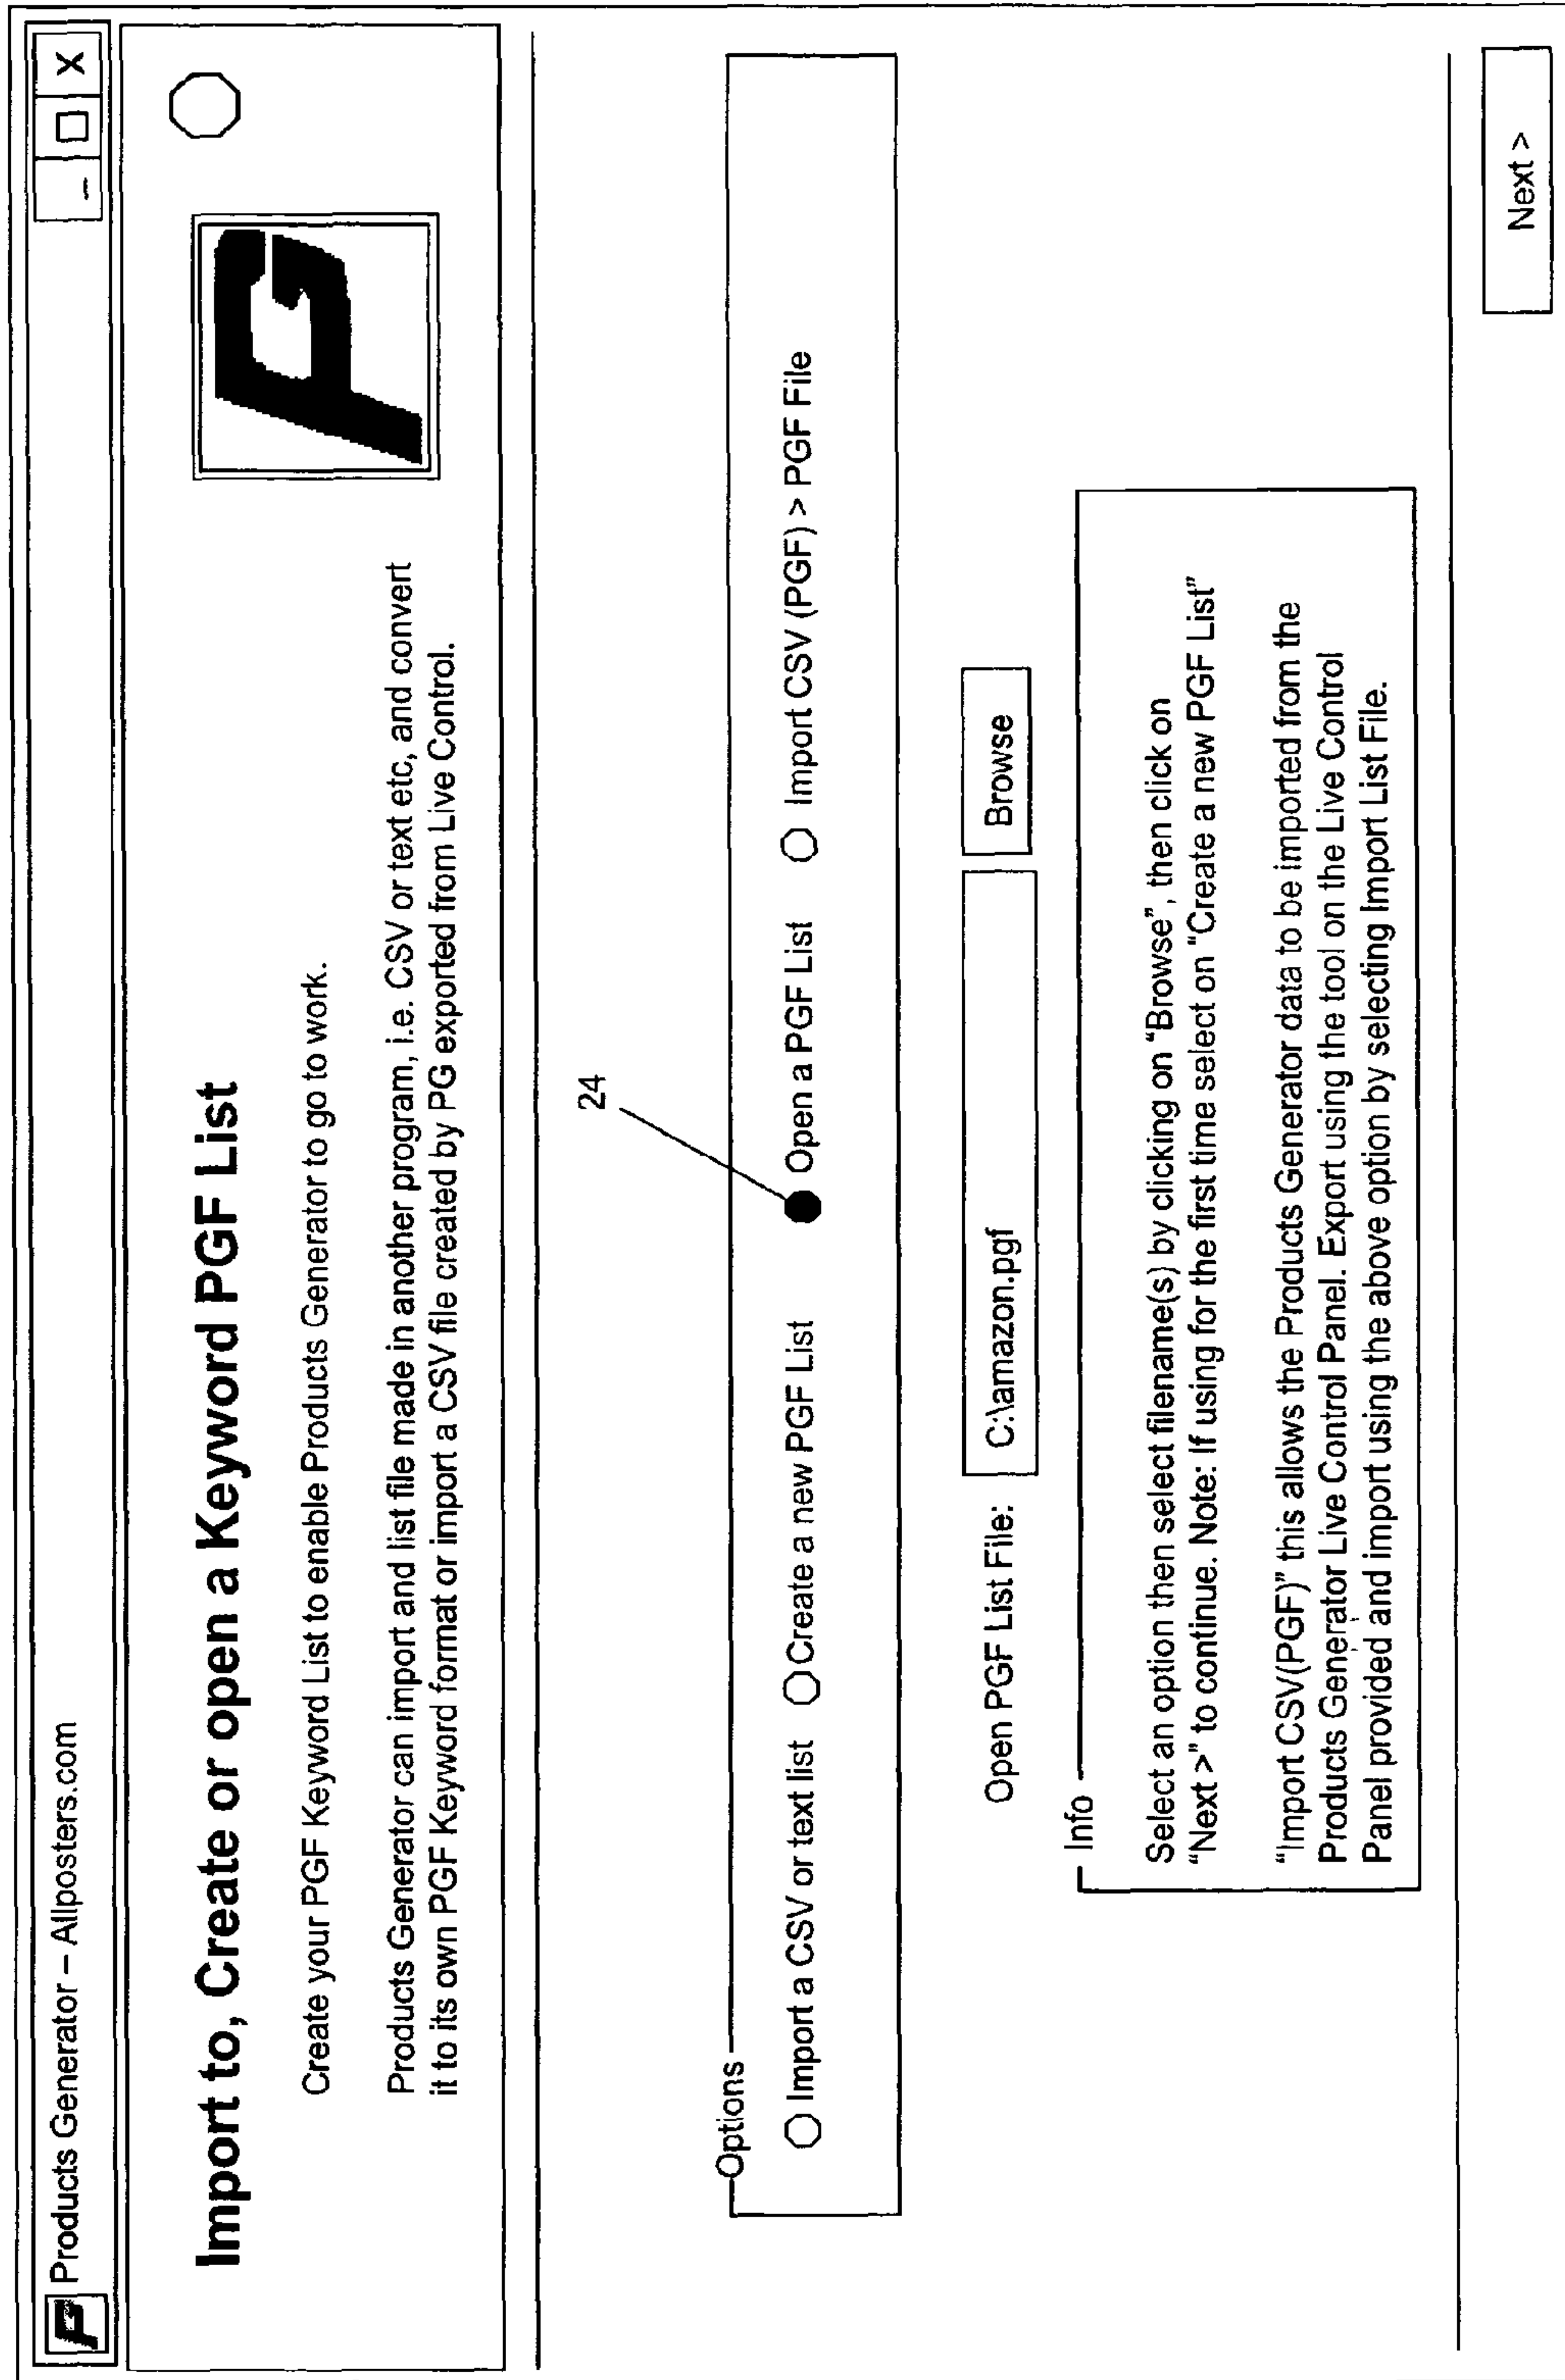 Products Generator – Allposters.com
– □ X
Import to, Create or open a Keyword PGF List
Create your PGF Keyword List to enable Products Generator to go to work.
Products Generator can import and list file made in another program, i.e. CSV or text etc, and convert
it to its own PGF Keyword format or import a CSV file created by PG exported from Live Control.
PG
24
Options
Import a CSV or text list Create a new PGF List Open a PGF List Import CSV (PGF) > PGF File
Open PGF List File: C:\amazon.pgf Browse
Info
Select an option then select filename(s) by clicking on "Browse", then click on
"Next >" to continue. Note: If using for the first time select on "Create a new PGF List"
"Import CSV(PGF)" this allows the Products Generator data to be imported from the
Products Generator Live Control Panel. Export using the tool on the Live Control
Panel provided and import using the above option by selecting Import List File.
Next >